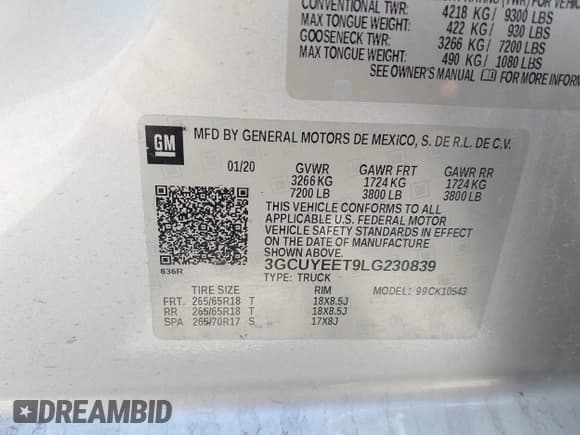 CONVENTIONAL TWR: 4218 KG/ 9300 LBS
MAX TONGUE WEIGHT: 422 KG/ 930 LBS
GOOSENECK TWR: 3266 KG/ 7200 LBS
MAX TONGUE WEIGHT: 490 KG/ 1080 LBS
SEE OWNER'S MANUAL FOR MORE INFORMA
GM MFD BY GENERAL MOTORS DE MEXICO, S. DE R.L. DE C.V.
01/20 GVWR GAWR FRT GAWR RR
3266 KG 1724 KG 1724 KG
7200 LB 3800 LB 3800 LB
THIS VEHICLE CONFORMS TO ALL
APPLICABLE U.S. FEDERAL MOTOR
VEHICLE SAFETY STANDARDS IN
EFFECT ON THE DATE OF MANUFACTURE
SHOWN ABOVE.
3GCUYEET9LG230839
636R TYPE: TRUCK MODEL: 99CK10543
TIRE SIZE RIM
FRT 265/65R18 T 18X8.5J
RR 265/65R18 T 18X8.5J
SPA 265/70R17 S 17X8J
DREAMBID